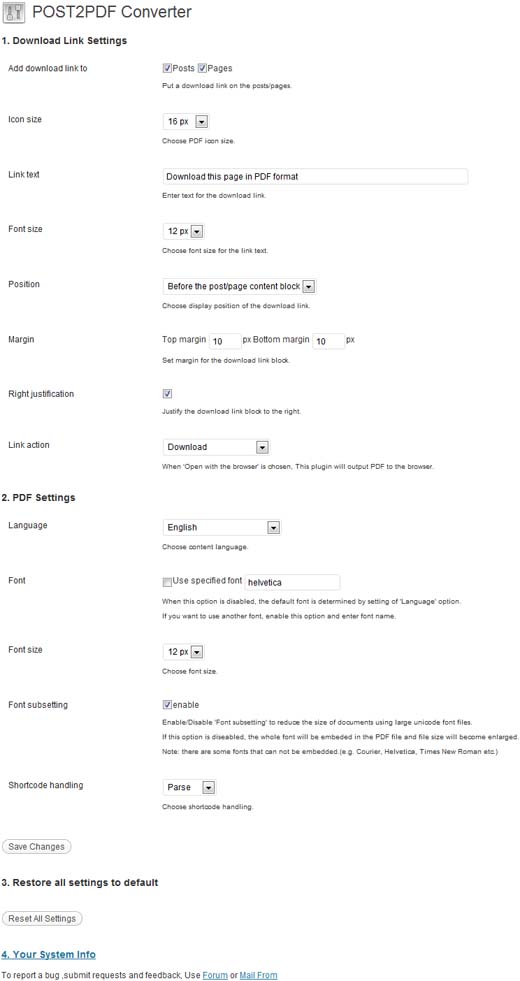 POST2PDF Converter
1. Download Link Settings
Add download link to Posts Pages
Put a download link on the posts/pages.
Icon size 16 px
Choose PDF icon size.
Link text Download this page in PDF format
Enter text for the download link.
Font size 12 px
Choose font size for the link text.
Position Before the post/page content block
Choose display position of the download link.
Margin Top margin 10 px Bottom margin 10 px
Set margin for the download link block.
Right justification
Justify the download link block to the right.
Link action Download
When 'Open with the browser' is chosen, This plugin will output PDF to the browser.
2. PDF Settings
Language English
Choose content language.
Font Use specified font helvetica
When this option is disabled, the default font is determined by setting of 'Language' option.
If you want to use another font, enable this option and enter font name.
Font size 12 px
Choose font size.
Font subsetting enable
Enable/Disable 'Font subsetting' to reduce the size of documents using large unicode font files.
If this option is diseabled, the whole font will be embeded in the PDF file and file size will become enlarged.
Note: there are some fonts that can not be embedded.(e.g. Courier, Helvetica, Times New Roman etc.)
Shortcode handling Parse
Choose shortcode handling.
Save Changes
3. Restore all settings to default
Reset All Settings
4. Your System Info
To report a bug ,submit requests and feedback, Use Forum or Mail From